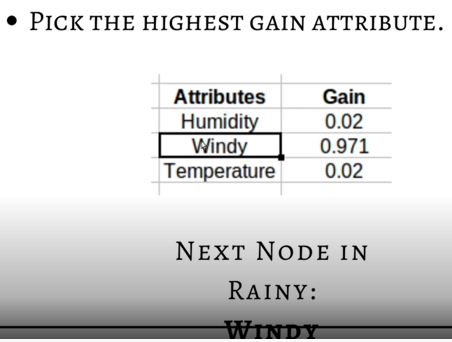 • Pick the highest gain attribute.
Attributes Gain
Humidity 0.02
Windy 0.971
Temperature 0.02
Next Node in
Rainy:
Windy